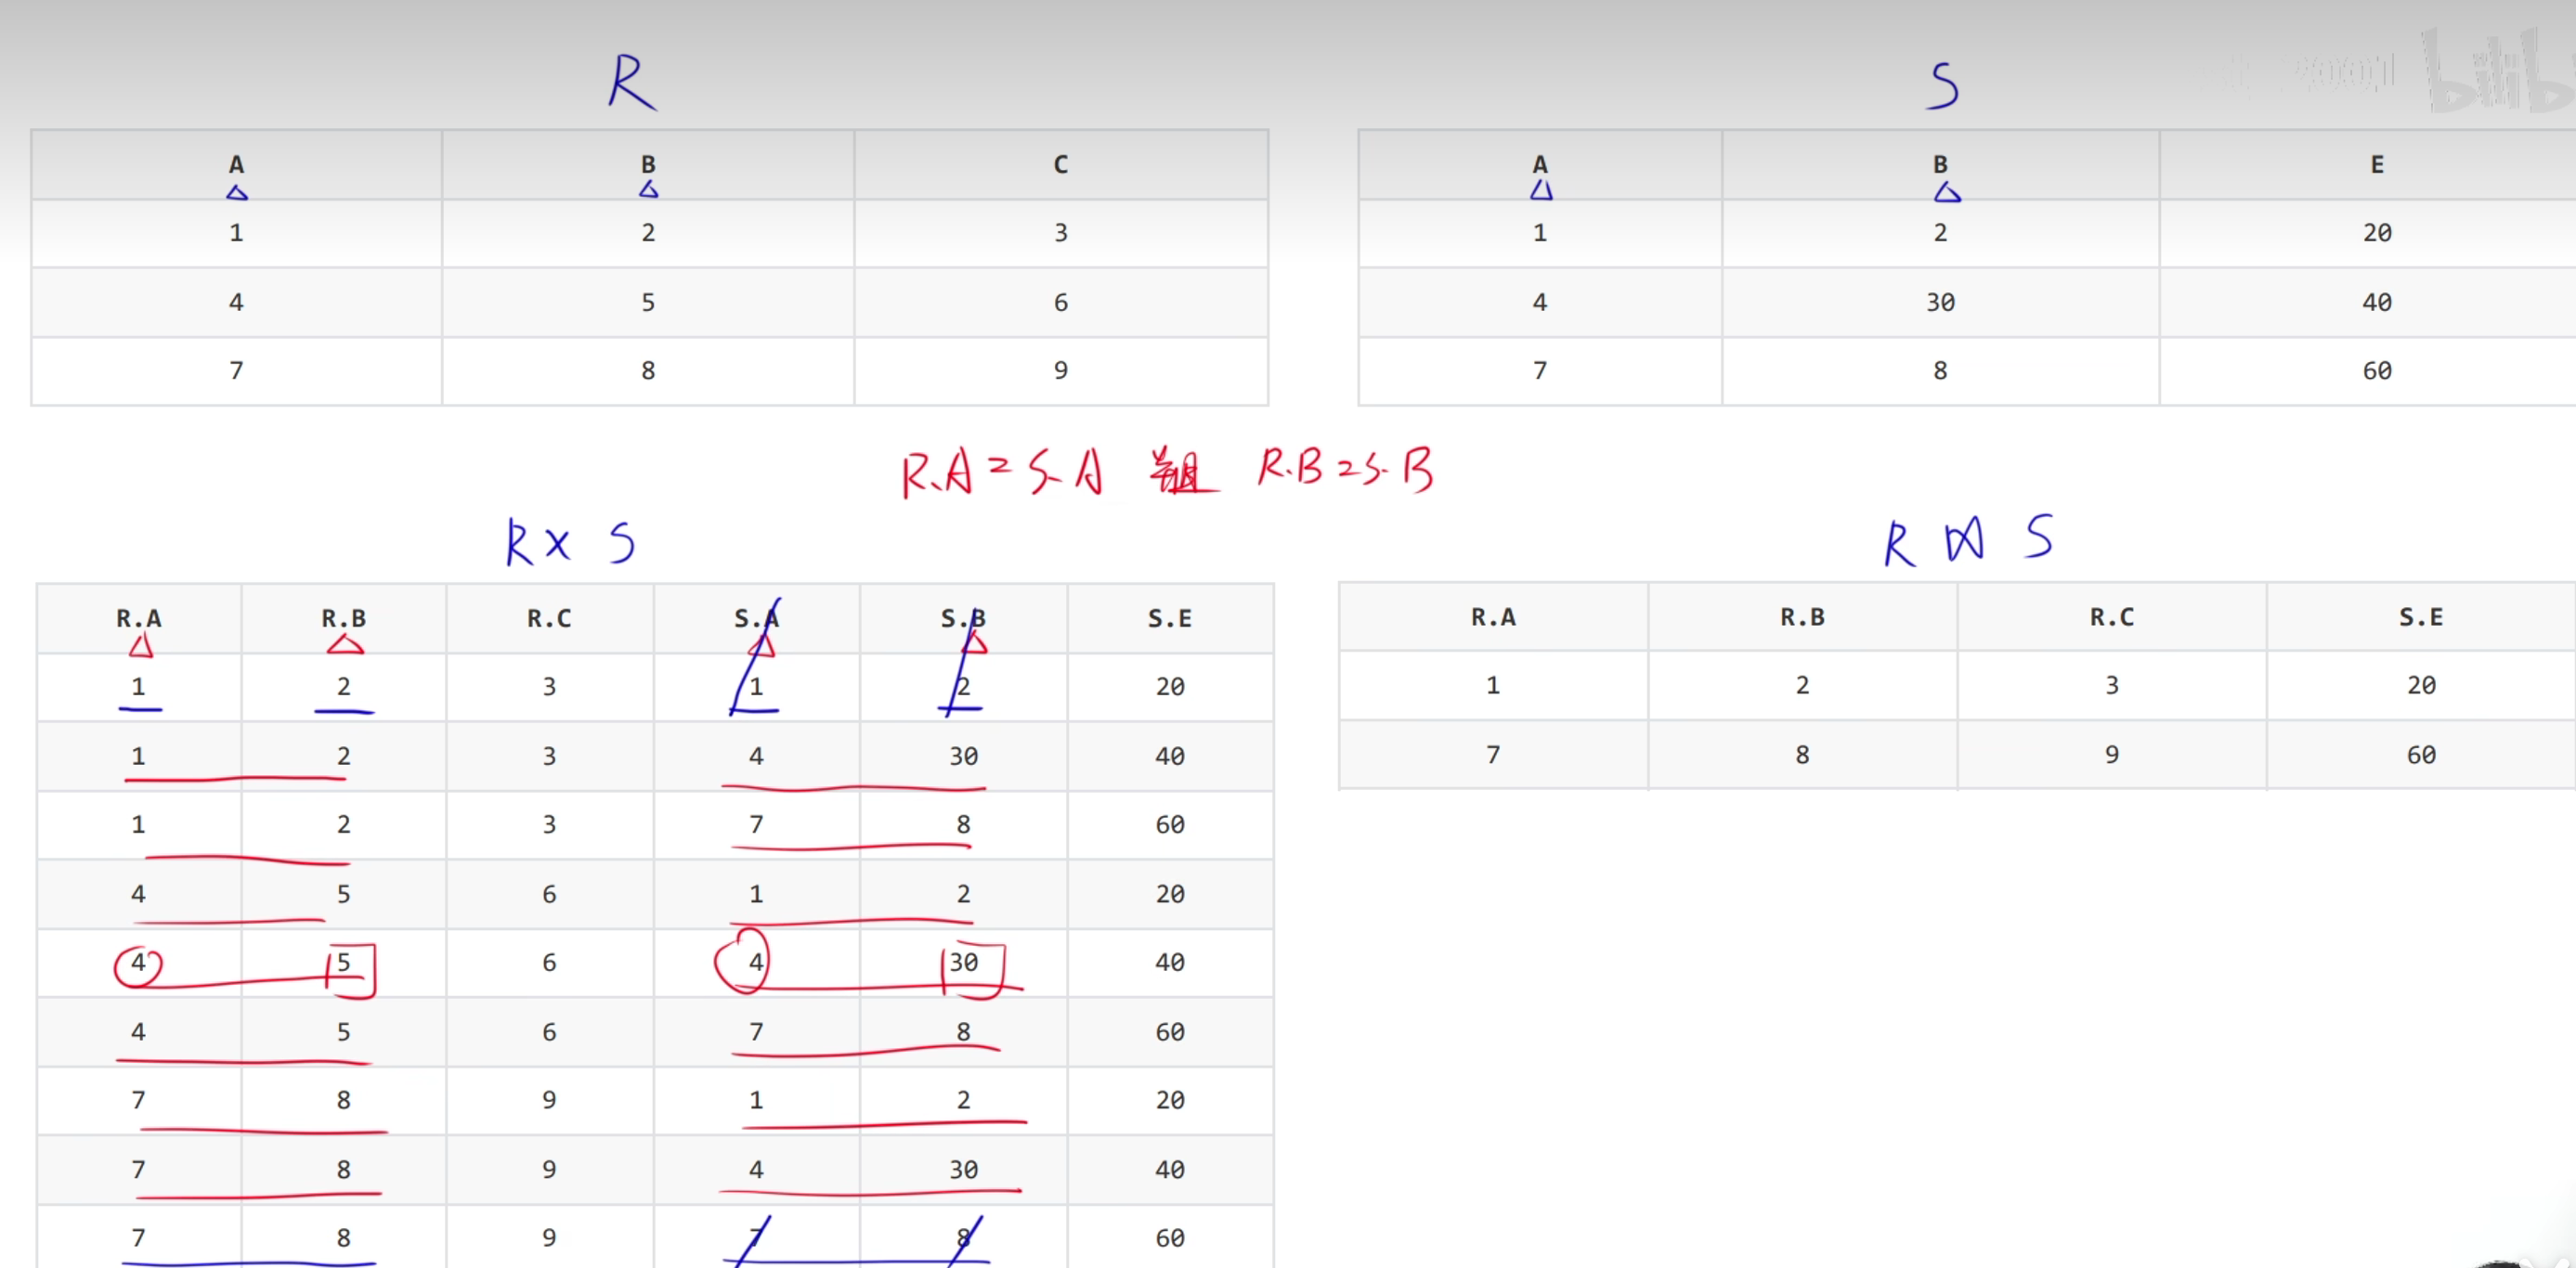 R S
A B C A B E
1 2 3 1 2 20
4 5 6 4 30 40
7 8 9 7 8 60
R.A=S.A R.B=S.B
R×S R⋈S
R.A R.B R.C S.A S.B S.E R.A R.B R.C S.E
1 2 3 1 2 20 1 2 3 20
1 2 3 4 30 40 7 8 9 60
1 2 3 7 8 60
4 5 6 1 2 20
4 5 6 4 30 40
4 5 6 7 8 60
7 8 9 1 2 20
7 8 9 4 30 40
7 8 9 7 8 60